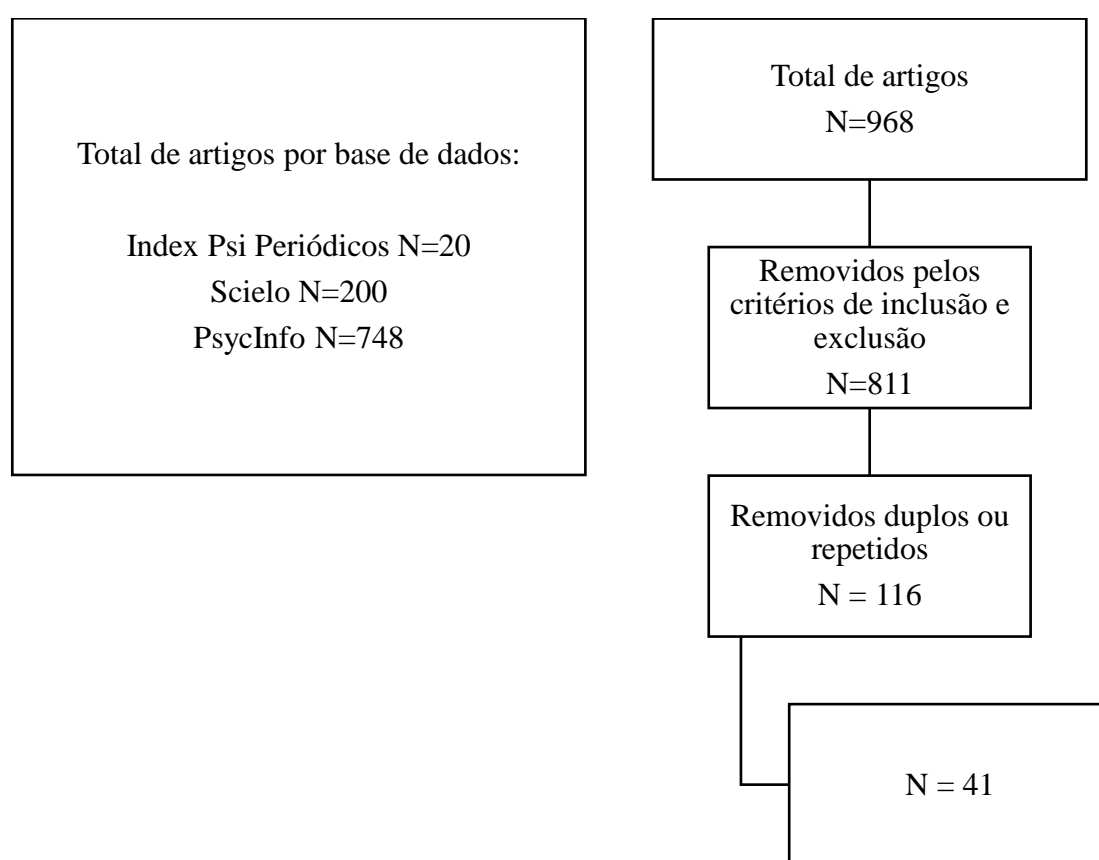 Total de artigos por base de dados:
Index Psi Periódicos N=20
Scielo N=200
PsycInfo N=748
Total de artigos
N=968
Removidos pelos
critérios de inclusão e
exclusão
N=811
Removidos duplos ou
repetidos
N = 116
N = 41